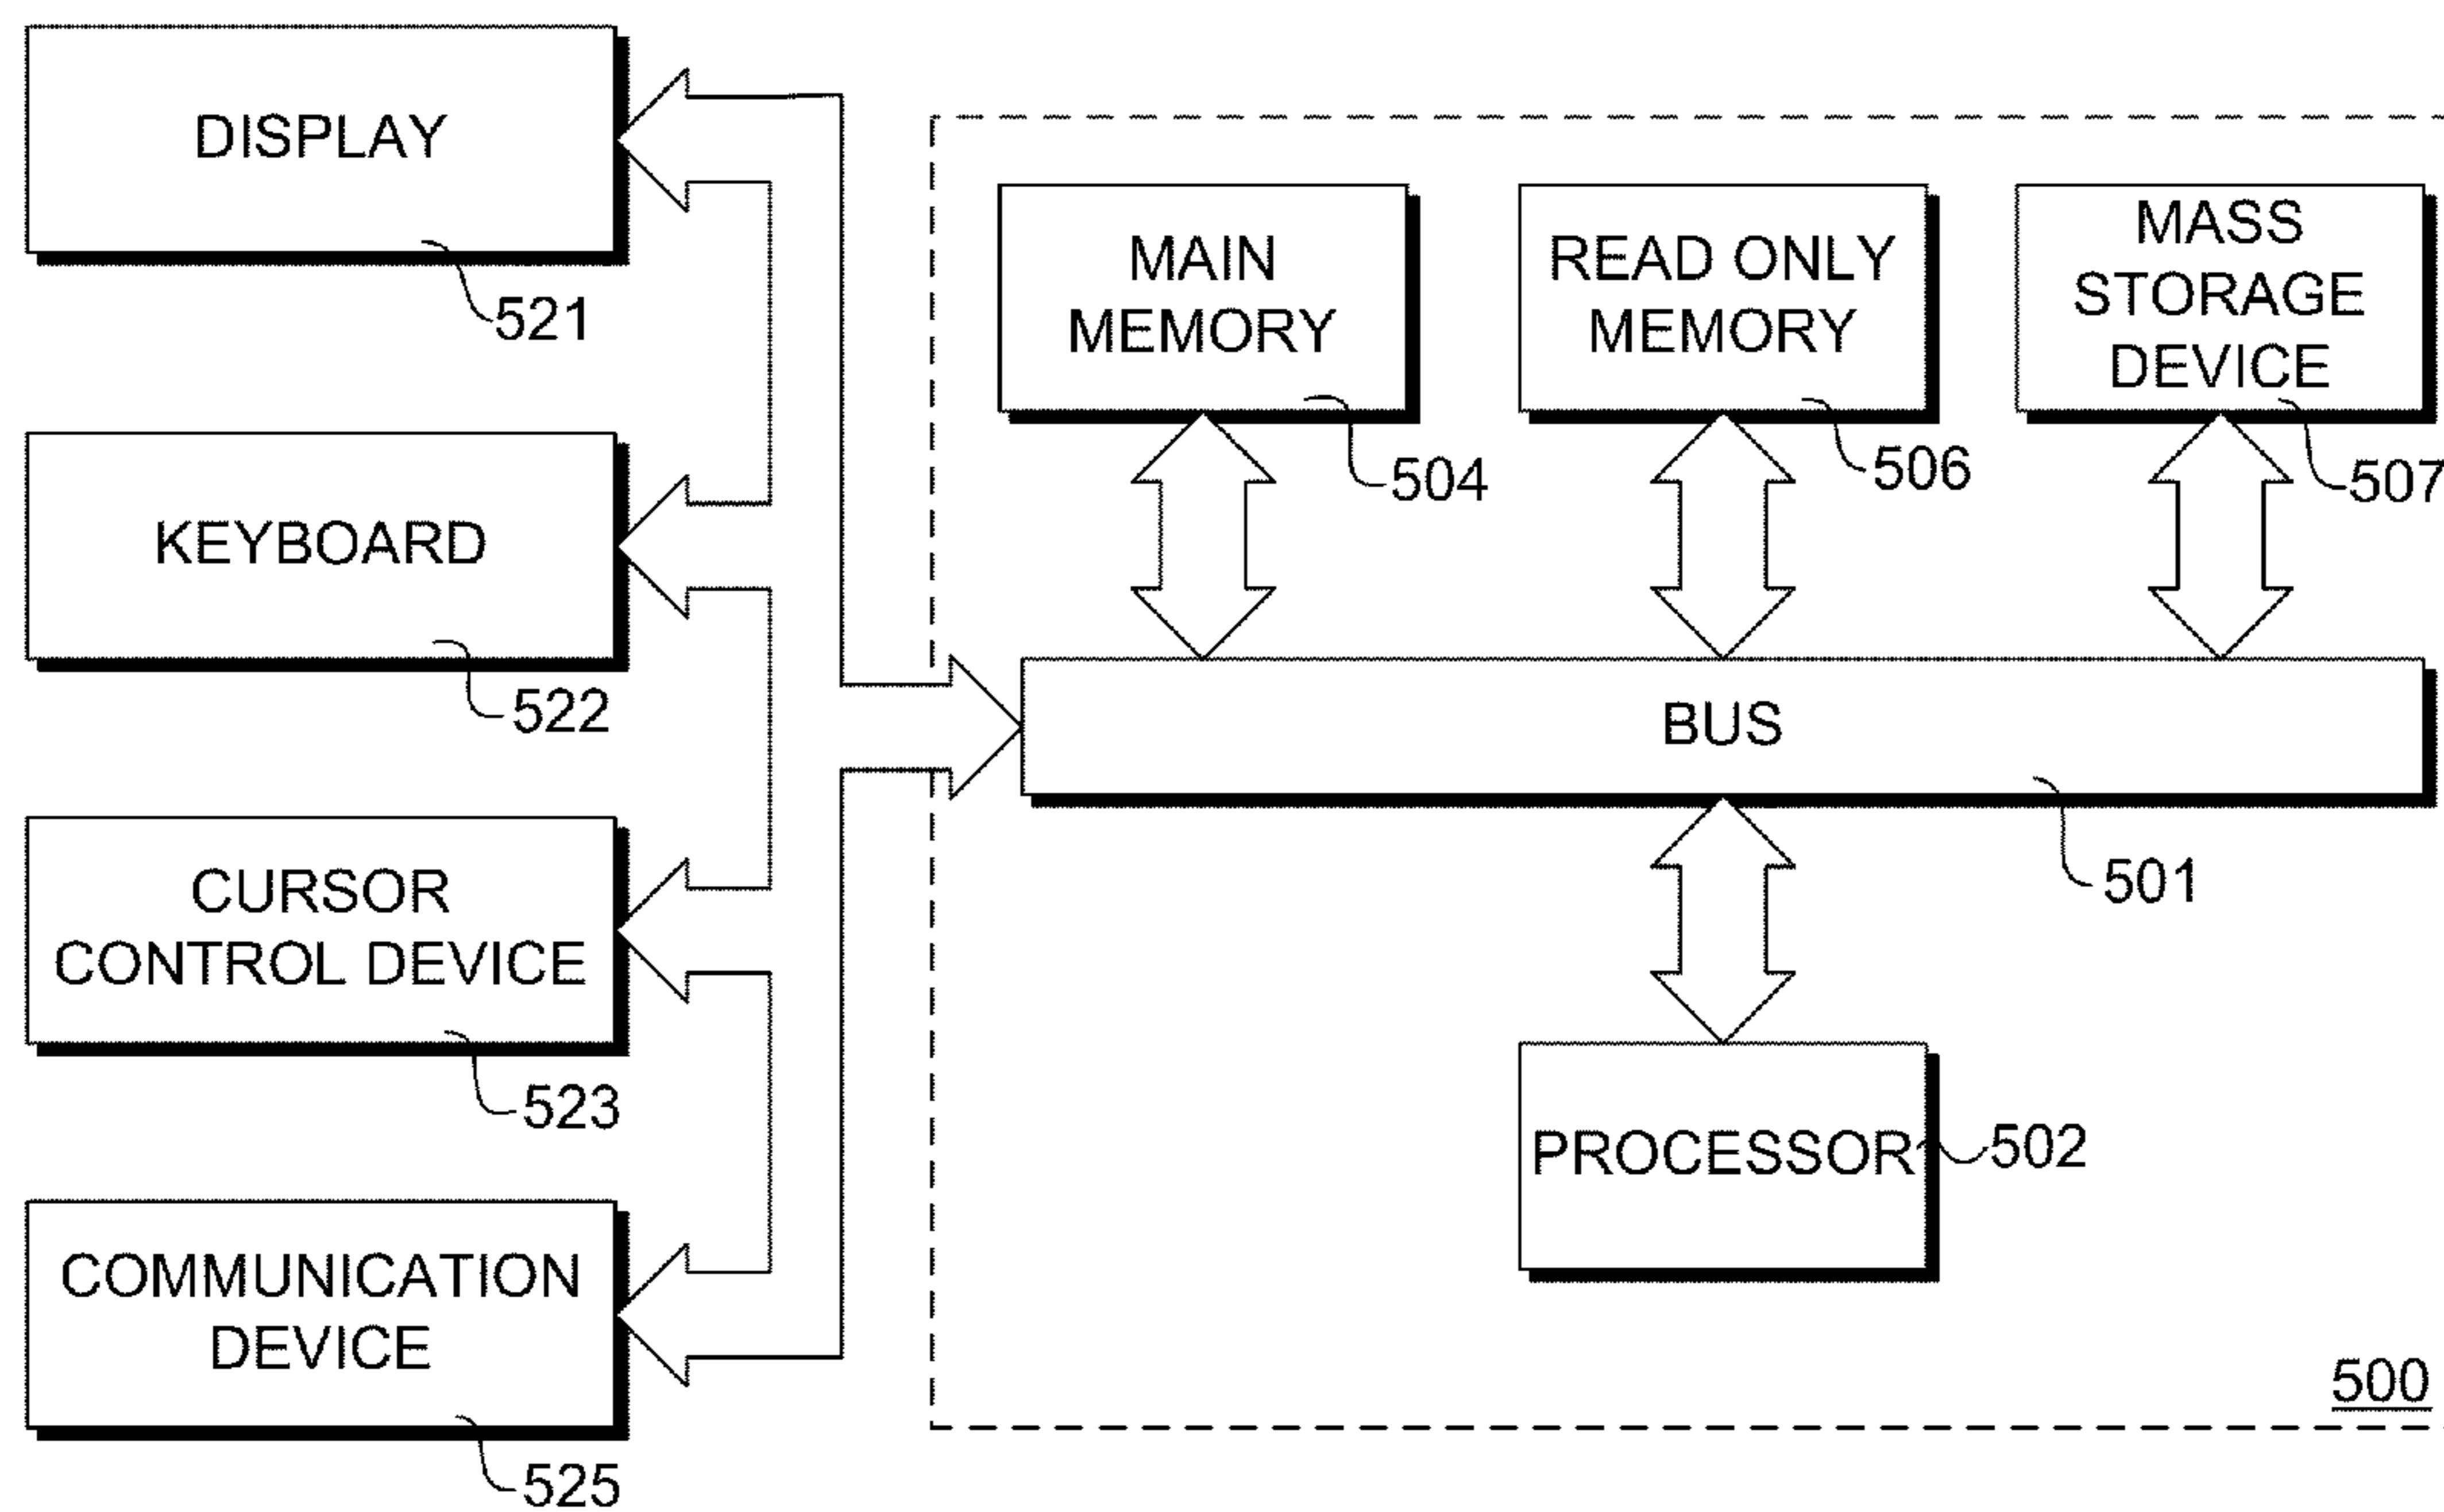 DISPLAY
521
KEYBOARD
522
CURSOR
CONTROL DEVICE
523
COMMUNICATION
DEVICE
525
MAIN
MEMORY
504
READ ONLY
MEMORY
506
MASS
STORAGE
DEVICE
507
BUS
501
PROCESSOR
502
500